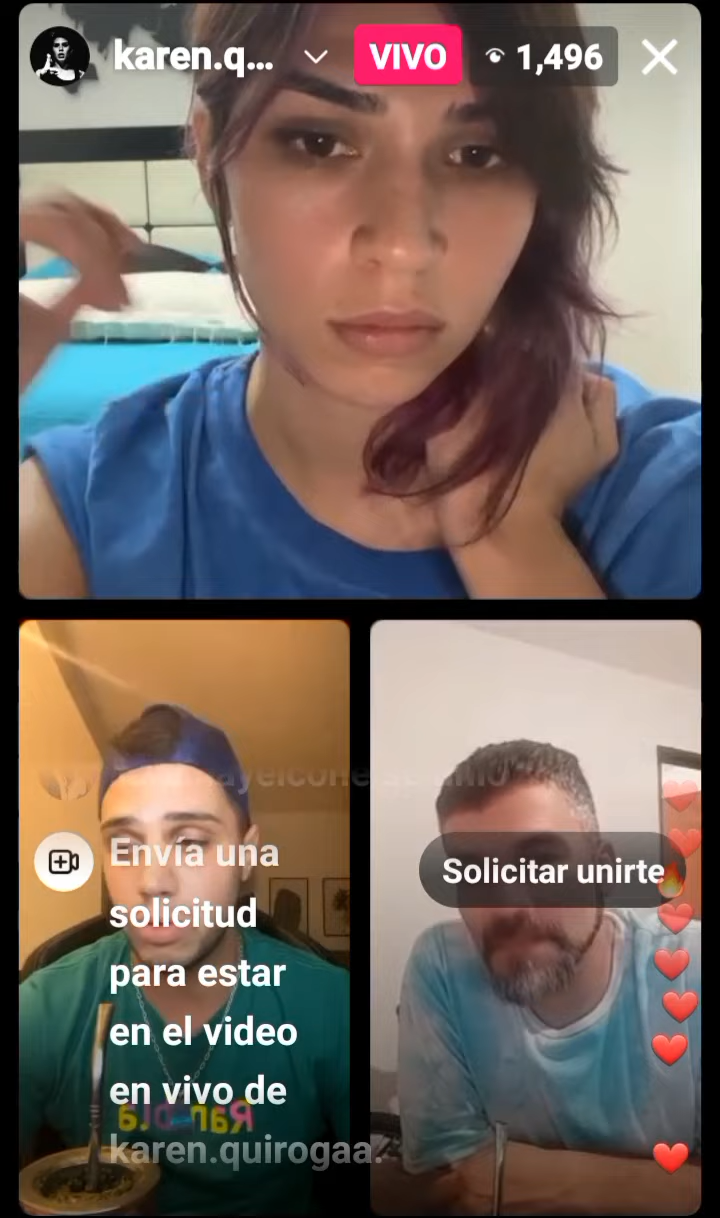 karen.q... VIVO 1,496
Envía una
solicitud
para estar
en el video
en vivo de
karen.quirogaa.
Solicitar unirte